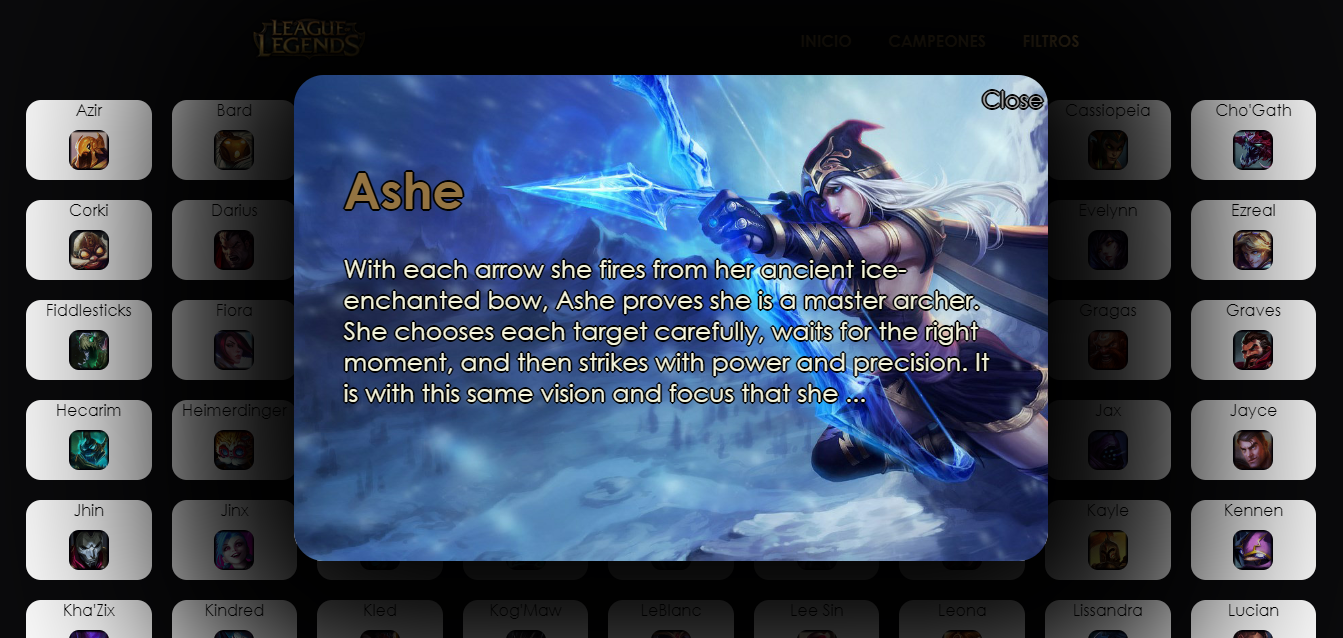 LEAGUE OF LEGENDS
INICIO CAMPEONES FILTROS
Close
Ashe
With each arrow she fires from her ancient ice-
enchanted bow, Ashe proves she is a master archer.
She chooses each target carefully, waits for the right
moment, and then strikes with power and precision. It
is with this same vision and focus that she ...
Azir Bard Cassiopeia Cho'Gath
Corki Darius Evelynn Ezreal
Fiddlesticks Fiora Gragas Graves
Hecarim Heimerdinger Jax Jayce
Jhin Jinx Kayle Kennen
Kha'Zix Kindred Kled Kog'Maw LeBlanc Lee Sin Leona Lissandra Lucian